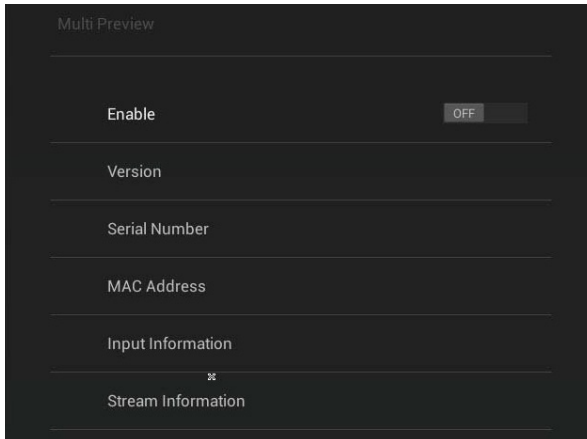 Multi Preview
Enable OFF
Version
Serial Number
MAC Address
Input Information
Stream Information